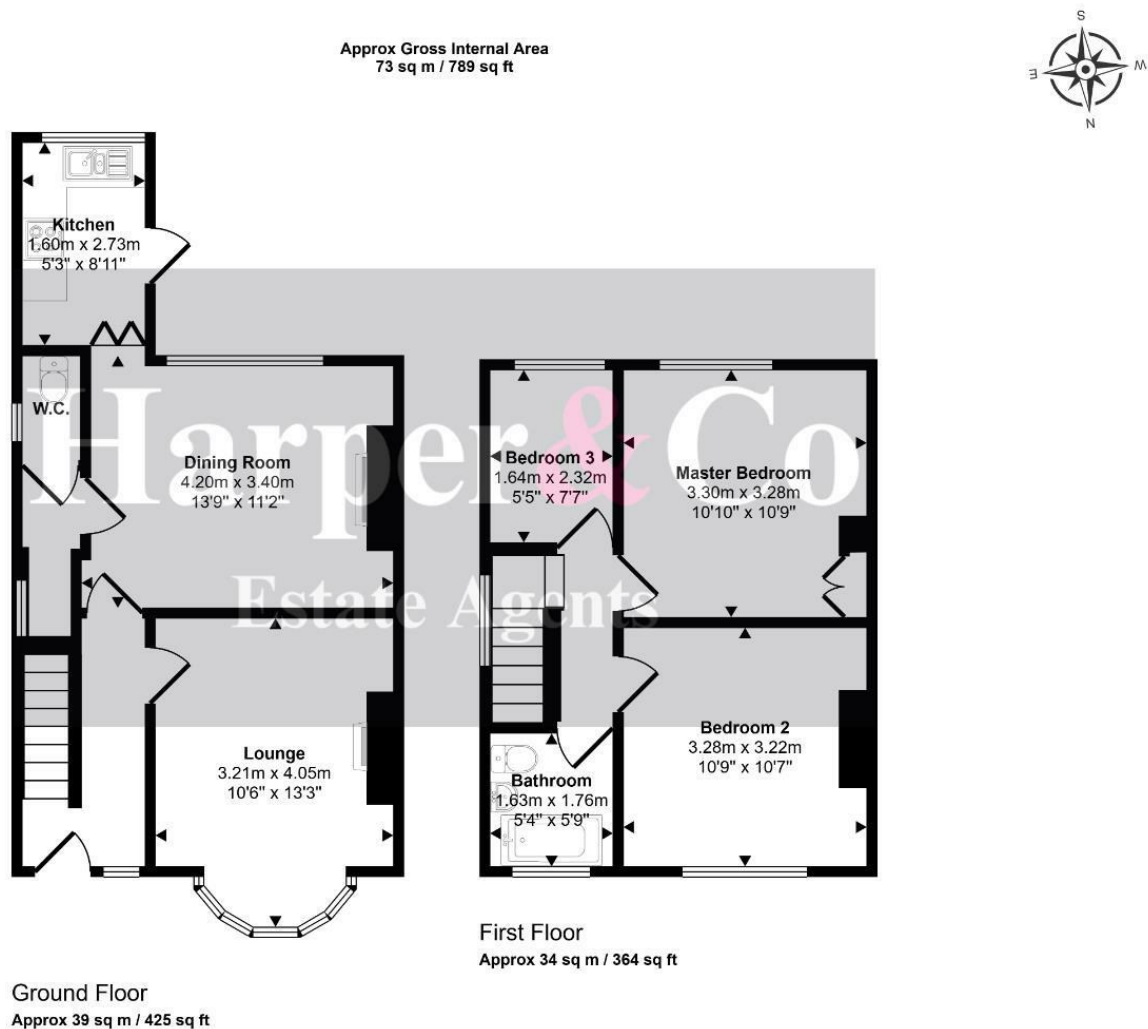 Approx Gross Internal Area
73 sq m / 789 sq ft
S
E
W
N
Kitchen
1.60m x 2.73m
5'3" x 8'11"
W.C.
Harper & Co
Estate Agents
Dining Room
4.20m x 3.40m
13'9" x 11'2"
Bedroom 3
1.64m x 2.32m
5'5" x 7'7"
Master Bedroom
3.30m x 3.28m
10'10" x 10'9"
Lounge
3.21m x 4.05m
10'6" x 13'3"
Bedroom 2
3.28m x 3.22m
10'9" x 10'7"
Bathroom
1.63m x 1.76m
5'4" x 5'9"
First Floor
Approx 34 sq m / 364 sq ft
Ground Floor
Approx 39 sq m / 425 sq ft